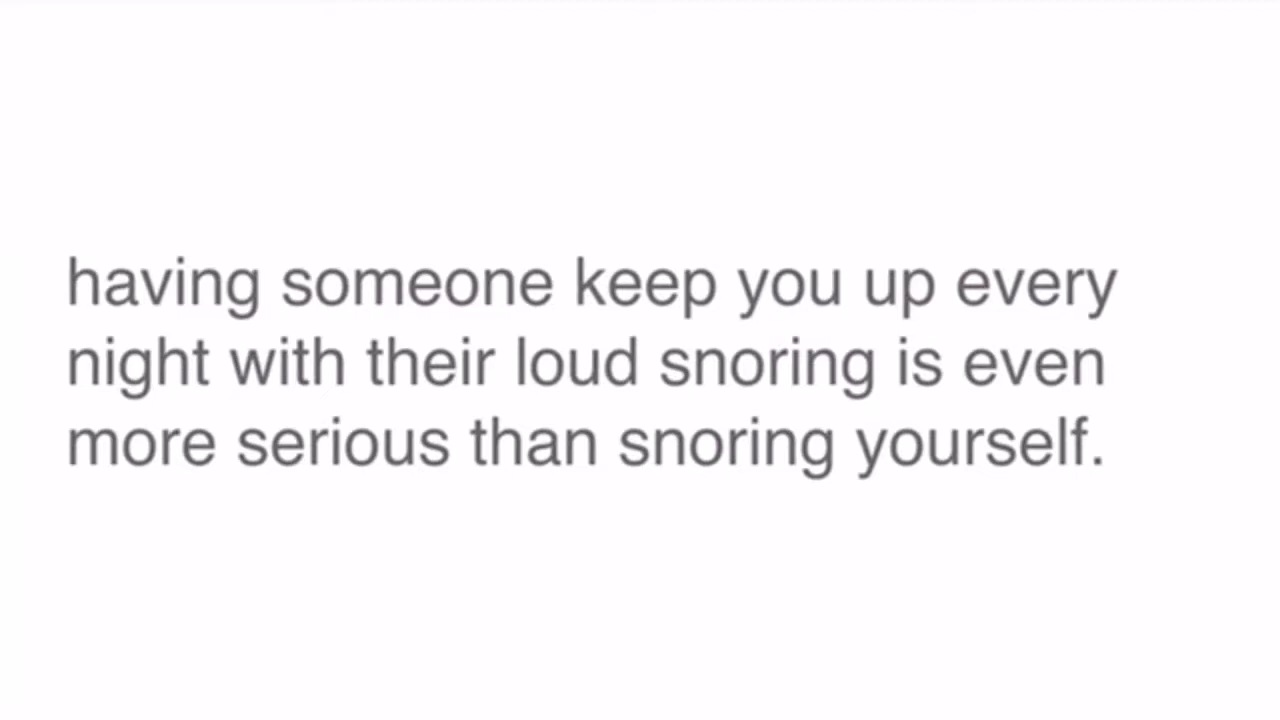 having someone keep you up every
night with their loud snoring is even
more serious than snoring yourself.